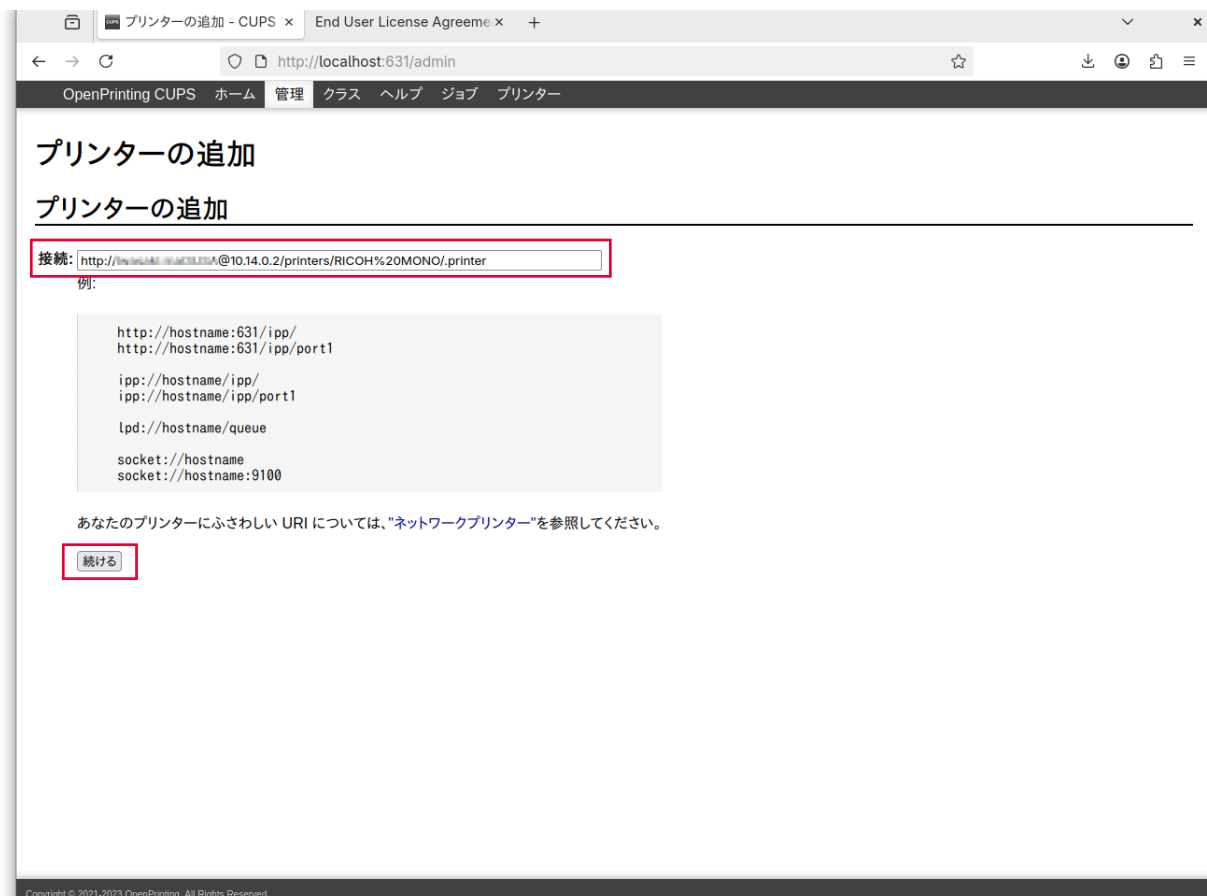 プリンターの追加 - CUPS × End User License Agreeme × +
http://localhost:631/admin
OpenPrinting CUPS ホーム 管理 クラス ヘルプ ジョブ プリンター
プリンターの追加
プリンターの追加
接続: http://@10.14.0.2/printers/RICOH%20MONO/.printer
例:
http://hostname:631/ipp/
http://hostname:631/ipp/port1
ipp://hostname/ipp/
ipp://hostname/ipp/port1
lpd://hostname/queue
socket://hostname
socket://hostname:9100
あなたのプリンターにふさわしい URI については、"ネットワークプリンター"を参照してください。
続ける
Copyright © 2021-2023 OpenPrinting. All Rights Reserved.